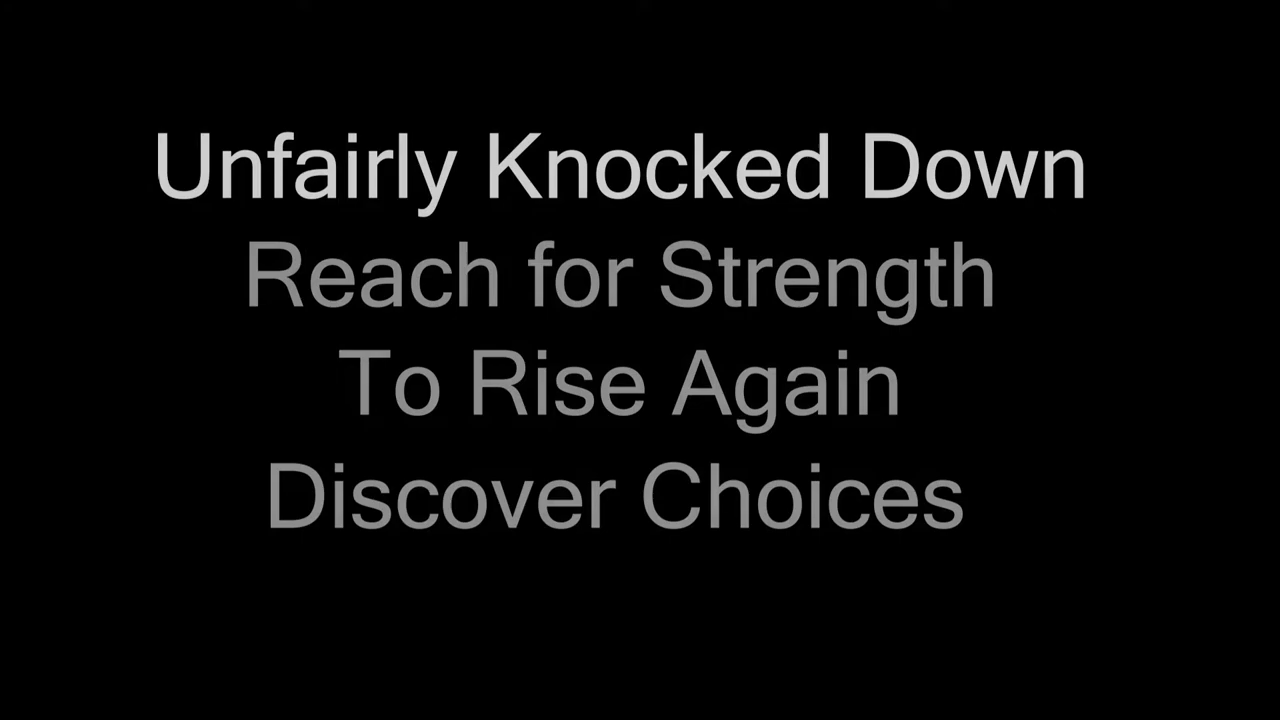 Unfairly Knocked Down
Reach for Strength
To Rise Again
Discover Choices